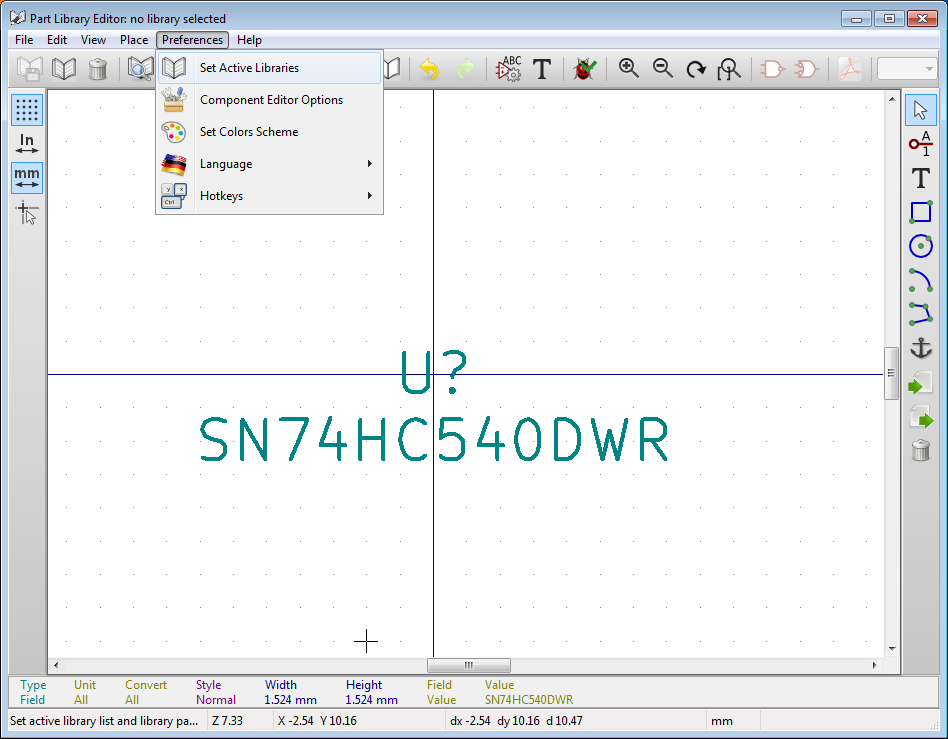 Part Library Editor: no library selected
File Edit View Place Preferences Help
Set Active Libraries
Component Editor Options
Set Colors Scheme
Language
Hotkeys
ABC
T
In
mm
A
1
T
y x
Ctrl
U?
SN74HC540DWR
Type Unit Convert Style Width Height Field Value
Field All All Normal 1.524 mm 1.524 mm Value SN74HC540DWR
Set active library list and library pa... Z 7.33 X -2.54 Y 10.16 dx -2.54 dy 10.16 d 10.47 mm